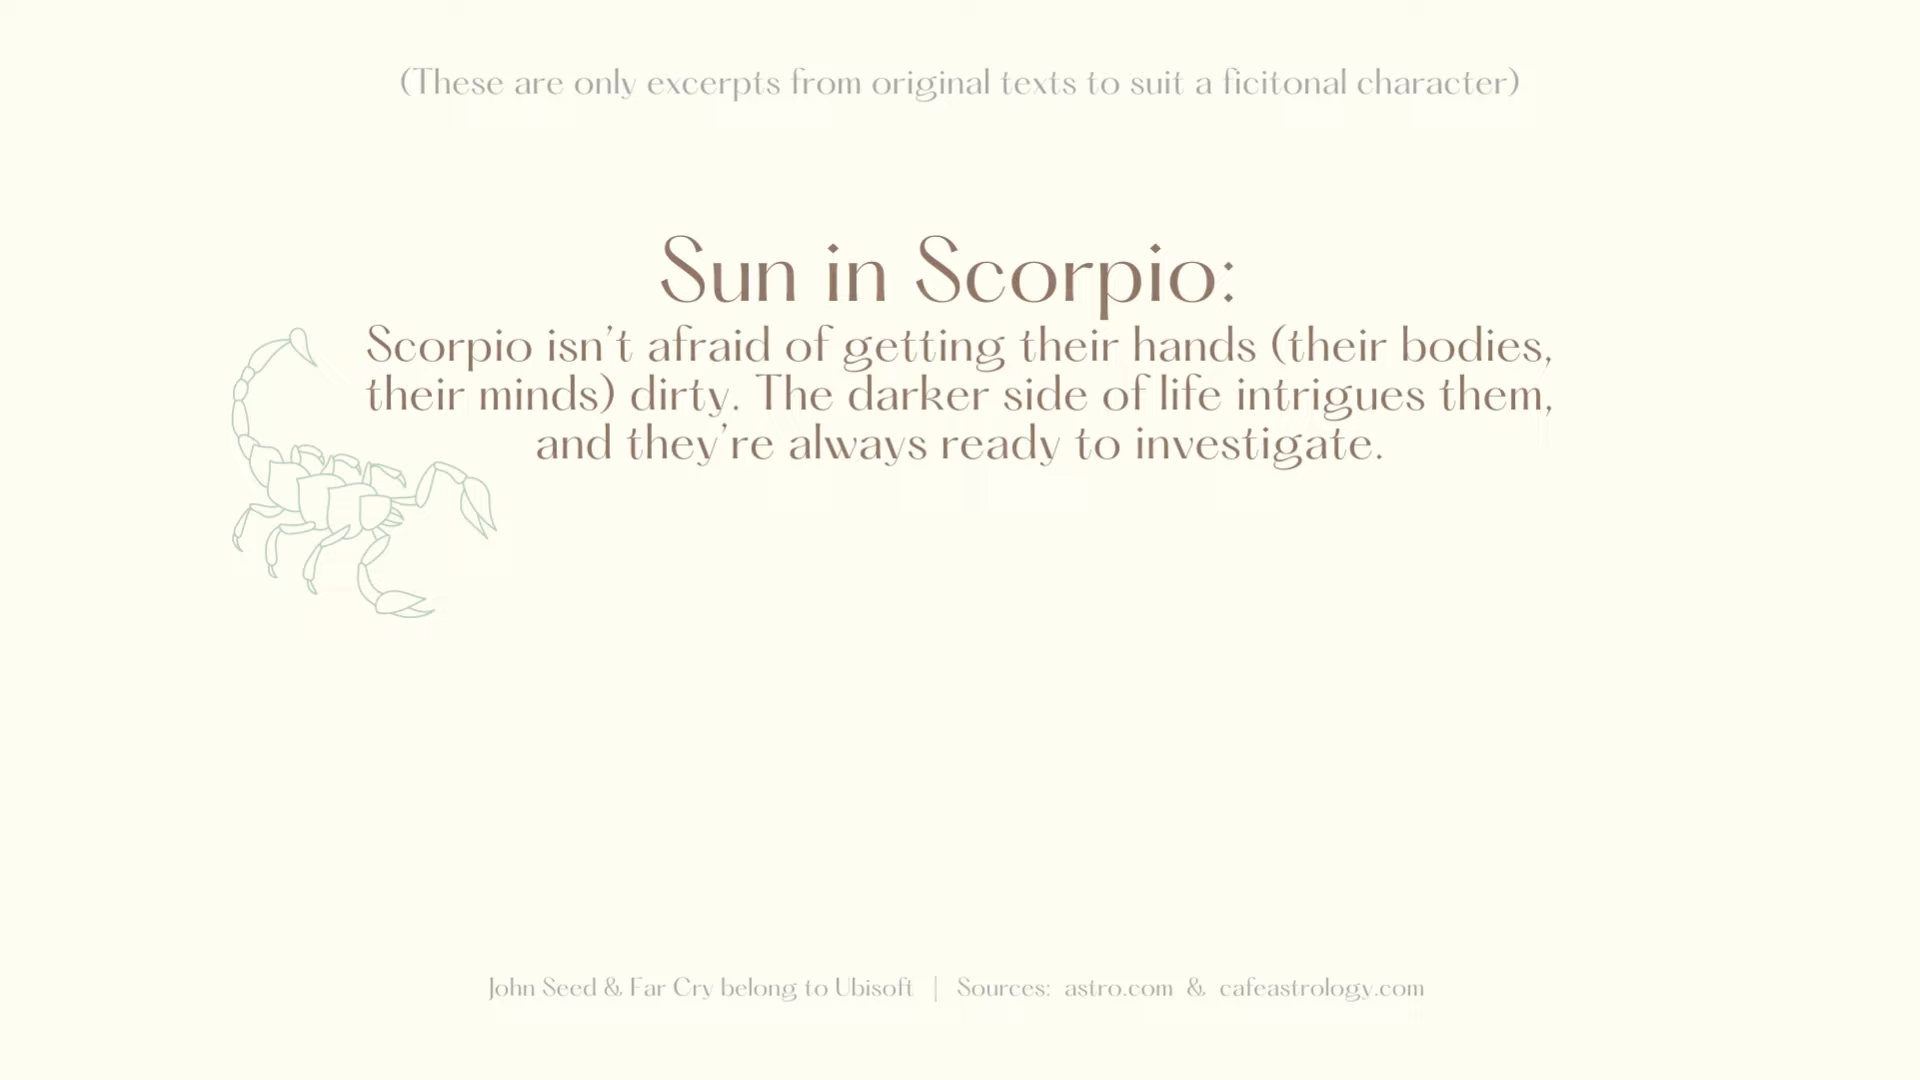 (These are only excerpts from original texts to suit a ficitonal character)
Sun in Scorpio:
Scorpio isn’t afraid of getting their hands (their bodies,
their minds) dirty. The darker side of life intrigues them,
and they’re always ready to investigate.
John Seed & Far Cry belong to Ubisoft | Sources: astro.com & cafeastrology.com